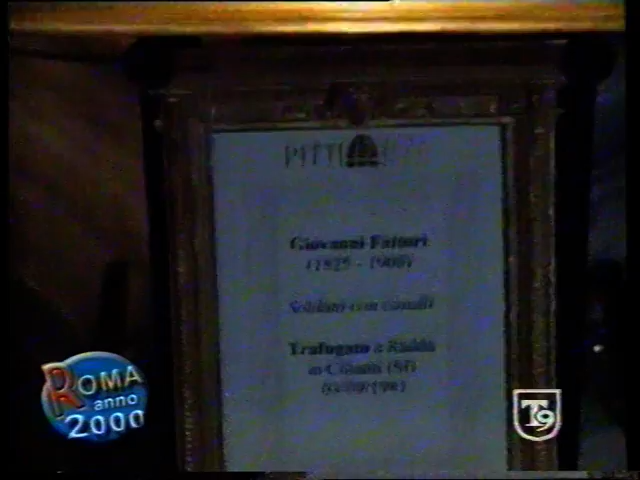 PITTI
Giovanni Fattori
(1825 - 1908)
Soldati con cavalli
Trafugato a Radda
in Chianti (SI)
ROMA
anno
2000
T9